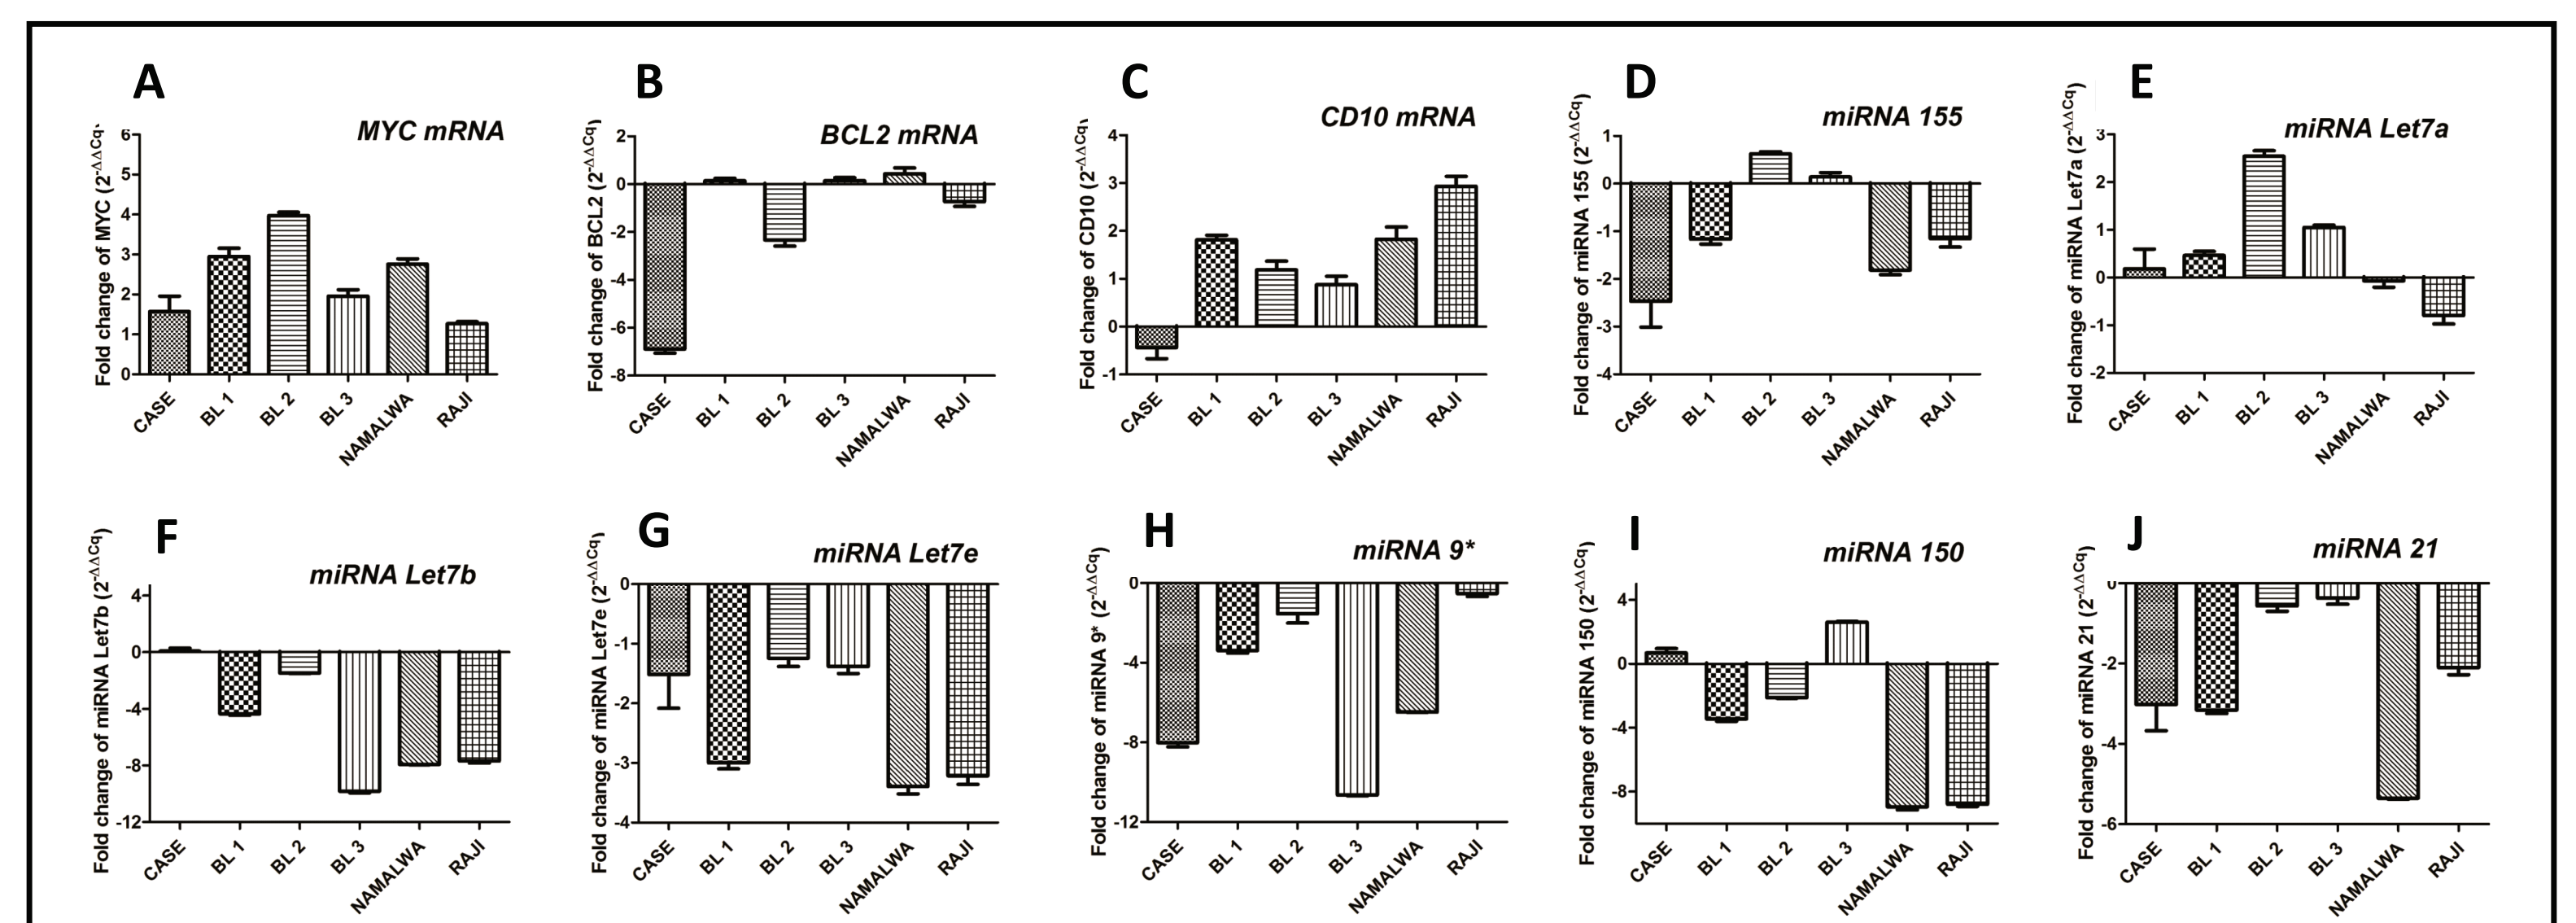 A
MYC mRNA
Fold change of MYC (2-ΔΔCq)
6
5
4
3
2
1
0
CASE
BL 1
BL 2
BL 3
NAMALWA
RAJI
B
BCL2 mRNA
Fold change of BCL2 (2-ΔΔCq)
2
0
-2
-4
-6
-8
CASE
BL 1
BL 2
BL 3
NAMALWA
RAJI
C
CD10 mRNA
Fold change of CD10 (2-ΔΔCq)
4
3
2
1
0
-1
CASE
BL 1
BL 2
BL 3
NAMALWA
RAJI
D
miRNA 155
Fold change of miRNA 155 (2-ΔΔCq)
1
0
-1
-2
-3
-4
CASE
BL 1
BL 2
BL 3
NAMALWA
RAJI
E
miRNA Let7a
Fold change of miRNA Let7a (2-ΔΔCq)
3
2
1
0
-1
-2
CASE
BL 1
BL 2
BL 3
NAMALWA
RAJI
F
miRNA Let7b
Fold change of miRNA Let7b (2-ΔΔCq)
4
0
-4
-8
-12
CASE
BL 1
BL 2
BL 3
NAMALWA
RAJI
G
miRNA Let7e
Fold change of miRNA Let7e (2-ΔΔCq)
0
-1
-2
-3
-4
CASE
BL 1
BL 2
BL 3
NAMALWA
RAJI
H
miRNA 9*
Fold change of miRNA 9* (2-ΔΔCq)
0
-4
-8
-12
CASE
BL 1
BL 2
BL 3
NAMALWA
RAJI
I
miRNA 150
Fold change of miRNA 150 (2-ΔΔCq)
4
0
-4
-8
CASE
BL 1
BL 2
BL 3
NAMALWA
RAJI
J
miRNA 21
Fold change of miRNA 21 (2-ΔΔCq)
0
-2
-4
-6
CASE
BL 1
BL 2
BL 3
NAMALWA
RAJI